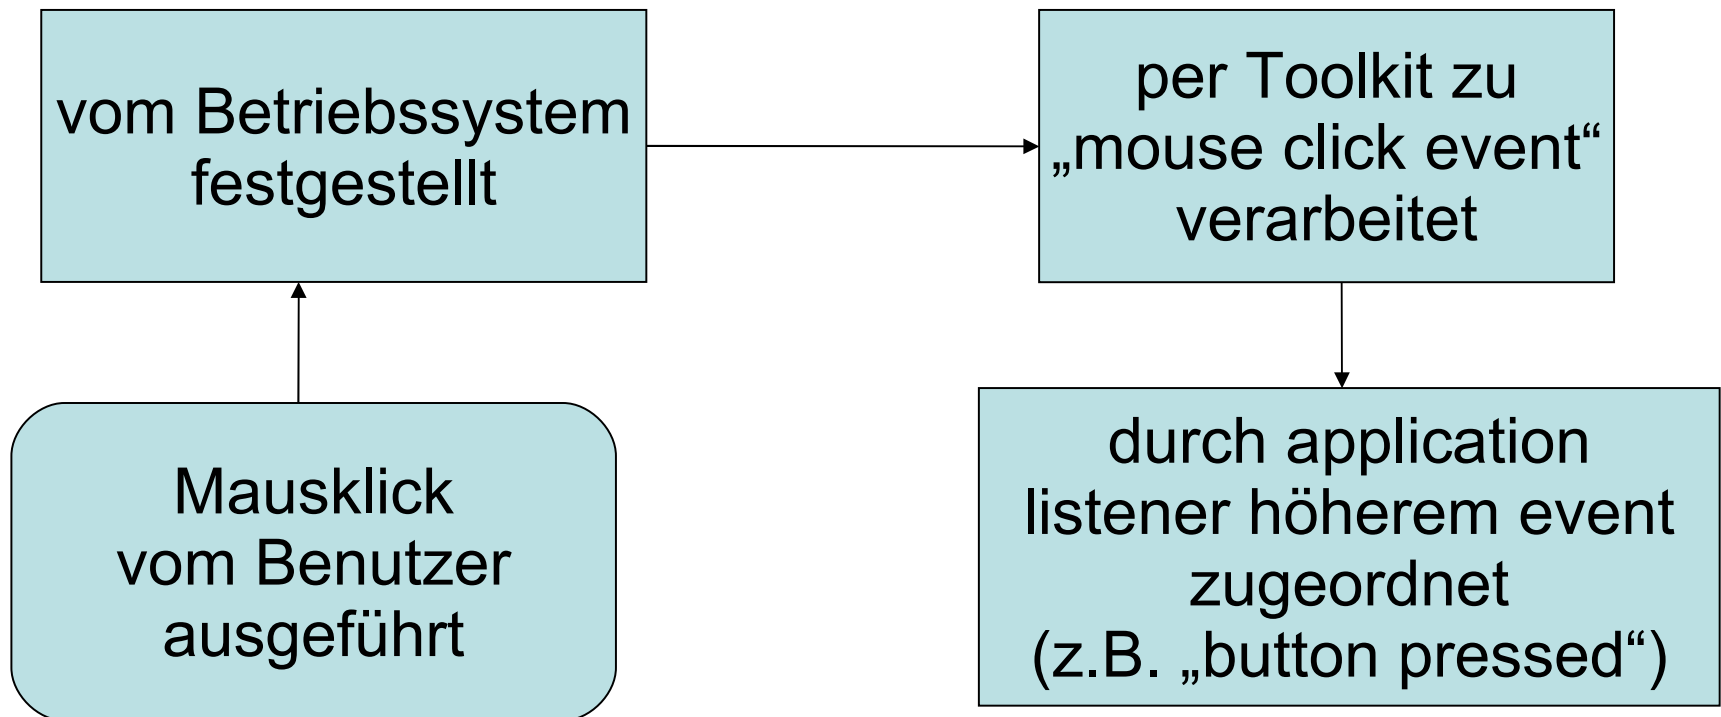 vom Betriebssystem
festgestellt
per Toolkit zu
„mouse click event“
verarbeitet
Mausklick
vom Benutzer
ausgeführt
durch application
listener höherem event
zugeordnet
(z.B. „button pressed“)